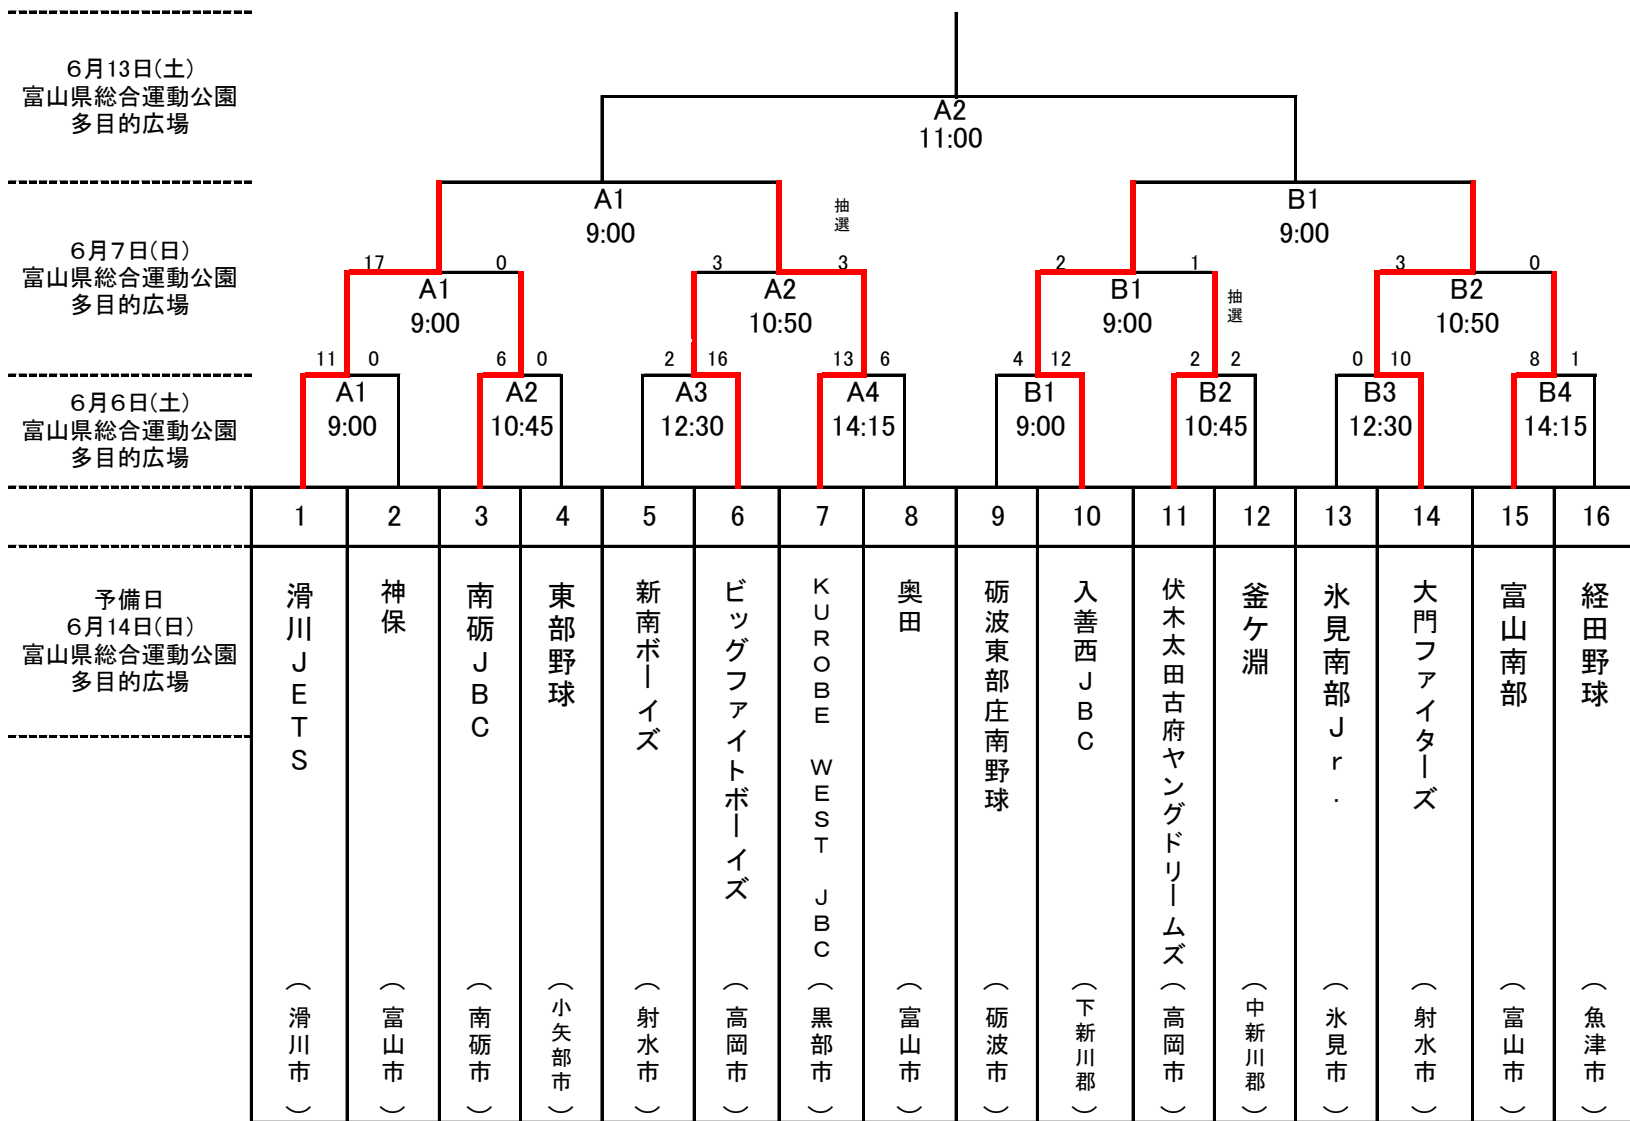 6月13日(土)
富山県総合運動公園
多目的広場
A2
11:00
A1
9:00
抽選
B1
9:00
6月7日(日)
富山県総合運動公園
多目的広場
17 0
A1
9:00
3 3
A2
10:50
2 1
B1
9:00
抽選
3 0
B2
10:50
6月6日(土)
富山県総合運動公園
多目的広場
11 0
A1
9:00
6 0
A2
10:45
2 16
A3
12:30
13 6
A4
14:15
4 12
B1
9:00
2 2
B2
10:45
0 10
B3
12:30
8 1
B4
14:15
1 2 3 4 5 6 7 8 9 10 11 12 13 14 15 16
予備日
6月14日(日)
富山県総合運動公園
多目的広場
滑川JETS
(滑川市)
神保
(富山市)
南砺JBC
(南砺市)
東部野球
(小矢部市)
新南ボーイズ
(射水市)
ビッグファイトボーイズ
(高岡市)
KUROBE WEST JBC
(黒部市)
奥田
(富山市)
砺波東部庄南野球
(砺波市)
入善西JBC
(下新川郡)
伏木太田古府ヤングドリームズ
(高岡市)
釜ケ淵
(中新川郡)
氷見南部Jr.
(氷見市)
大門ファイターズ
(射水市)
富山南部
(富山市)
経田野球
(魚津市)